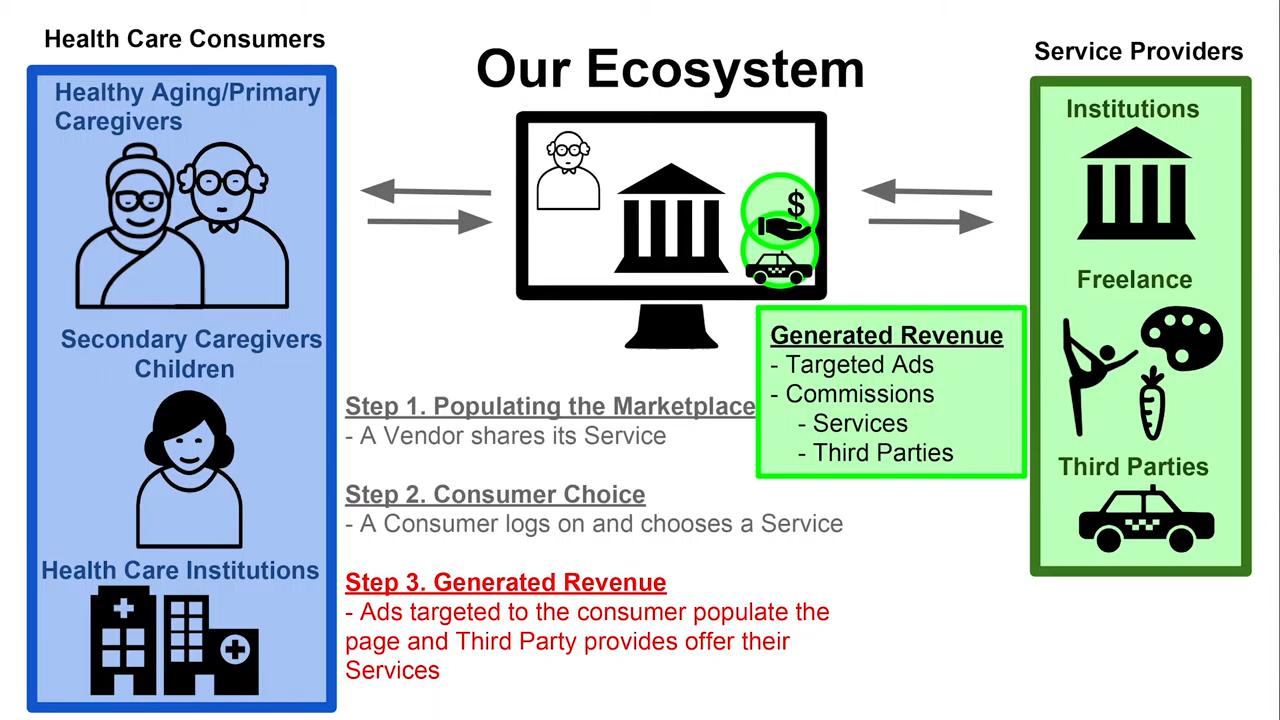 Health Care Consumers
Healthy Aging/Primary
Caregivers
Secondary Caregivers
Children
Health Care Institutions
Our Ecosystem
$
Step 1. Populating the Marketplace
- A Vendor shares its Service
Step 2. Consumer Choice
- A Consumer logs on and chooses a Service
Step 3. Generated Revenue
- Ads targeted to the consumer populate the
page and Third Party provides offer their
Services
Generated Revenue
- Targeted Ads
- Commissions
- Services
- Third Parties
Service Providers
Institutions
Freelance
Third Parties